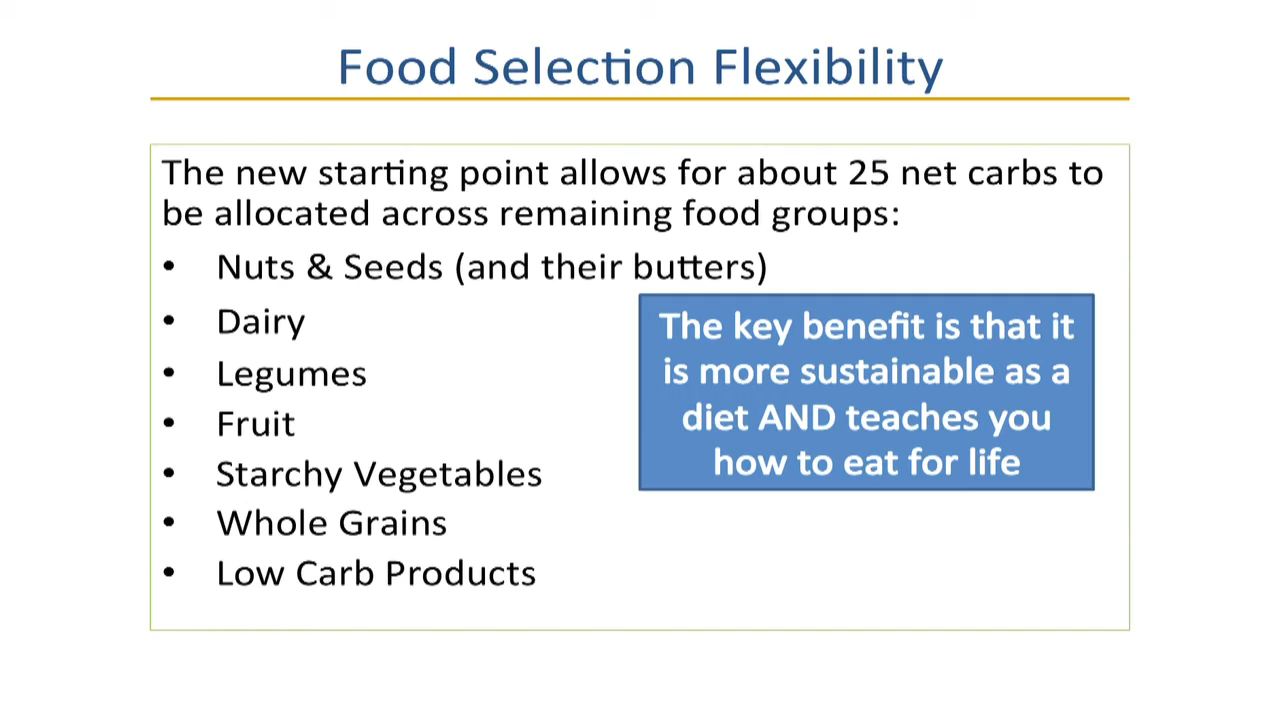 Food Selection Flexibility
The new starting point allows for about 25 net carbs to
be allocated across remaining food groups:
• Nuts & Seeds (and their butters)
• Dairy
• Legumes
• Fruit
• Starchy Vegetables
• Whole Grains
• Low Carb Products
The key benefit is that it
is more sustainable as a
diet AND teaches you
how to eat for life